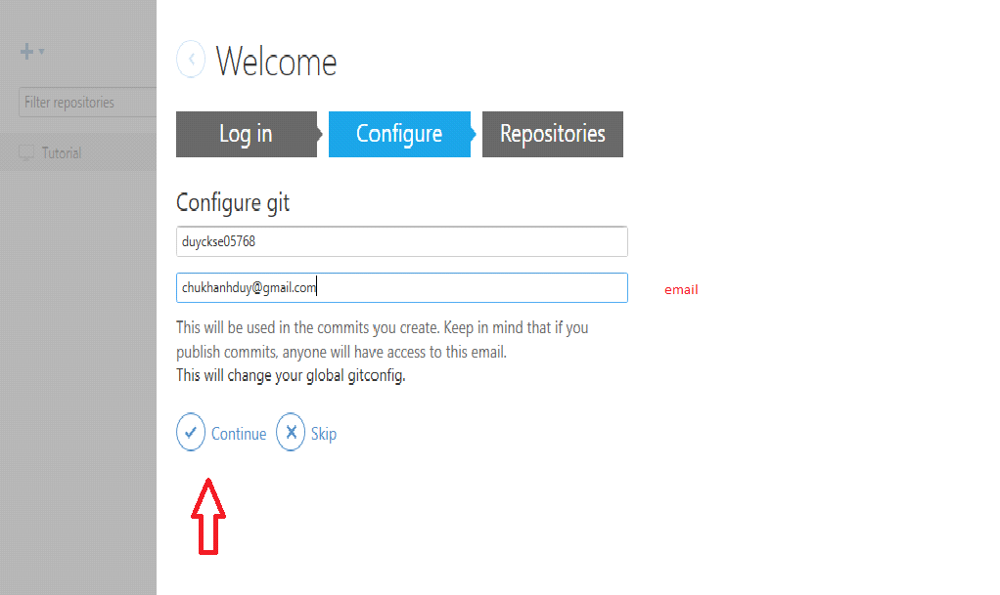 Welcome
Filter repositories
Tutorial
Log in
Configure
Repositories
Configure git
duyckse05768
chukhanhduy@gmail.com
email
This will be used in the commits you create. Keep in mind that if you
publish commits, anyone will have access to this email.
This will change your global gitconfig.
Continue
Skip